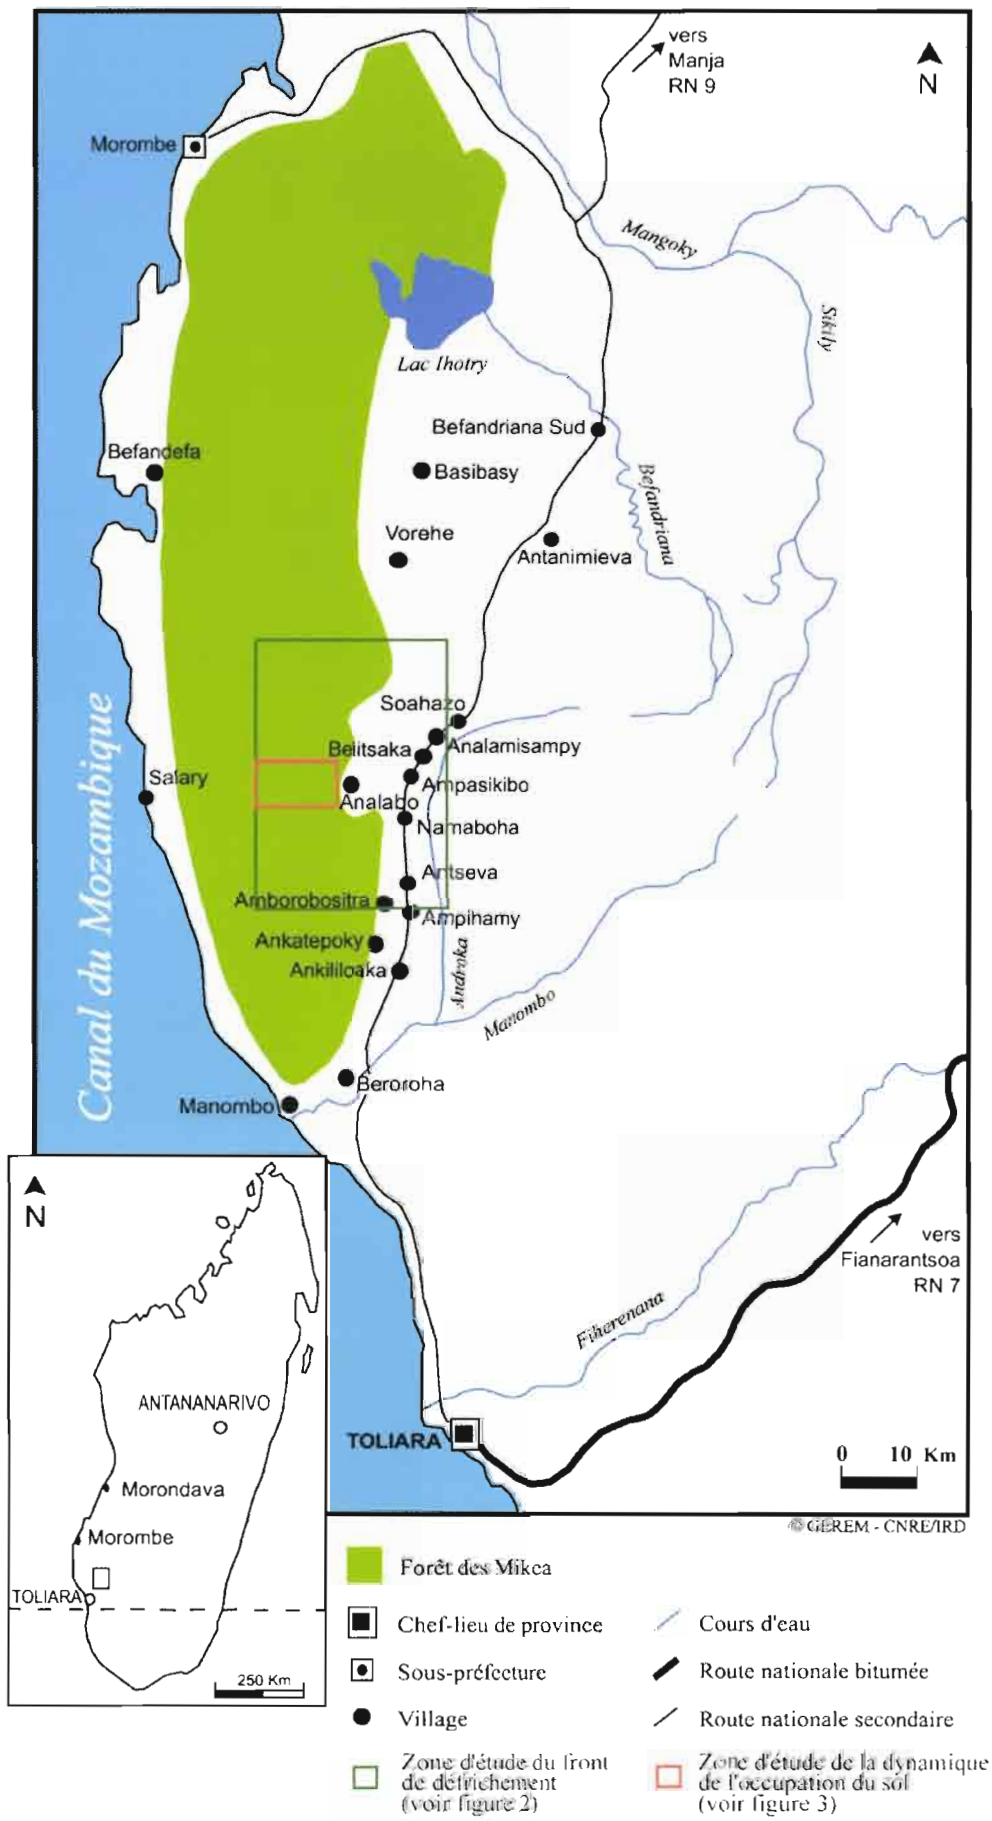 vers
Manja
RN 9
N
Morombe
Mangoky
Sikily
Lac Ihotry
Befandriana Sud
Befandefa
Basibasy
Befandriana
Vorehe
Antanimieva
Canal du Mozambique
Soahazo
Analamisampy
Beiitsaka
Salary
Ampasikibo
Analabo
Namaboha
Antseva
Amborobositra
Ampihamy
Ankatepoky
Ankililoaka
Androka
Manombo
Beroroha
Manombo
vers
Fianarantsoa
RN 7
Fiherenana
TOLIARA
0 10 Km
N
ANTANANARIVO
Morondava
Morombe
TOLIARA
250 Km
© GEREM - CNRE/IRD
Forêt des Mikea
Chef-lieu de province
Sous-préfecture
Village
Zone d'étude du front
de défrichement
(voir figure 2)
Cours d'eau
Route nationale bitumée
Route nationale secondaire
Zone d'étude de la dynamique
de l'occupation du sol
(voir figure 3)